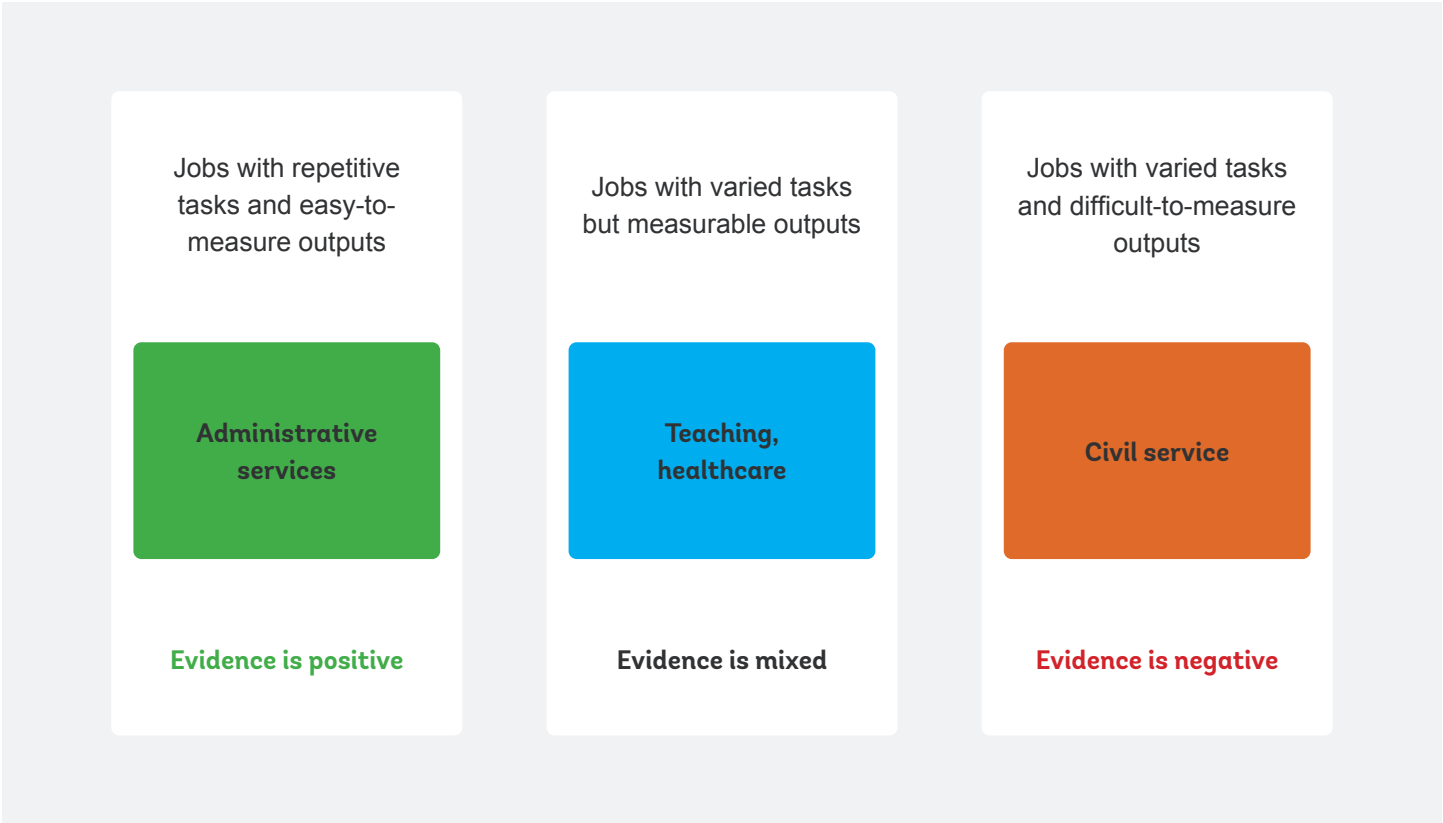 Jobs with repetitive
tasks and easy-to-
measure outputs
Administrative
services
Evidence is positive
Jobs with varied tasks
but measurable outputs
Teaching,
healthcare
Evidence is mixed
Jobs with varied tasks
and difficult-to-measure
outputs
Civil service
Evidence is negative